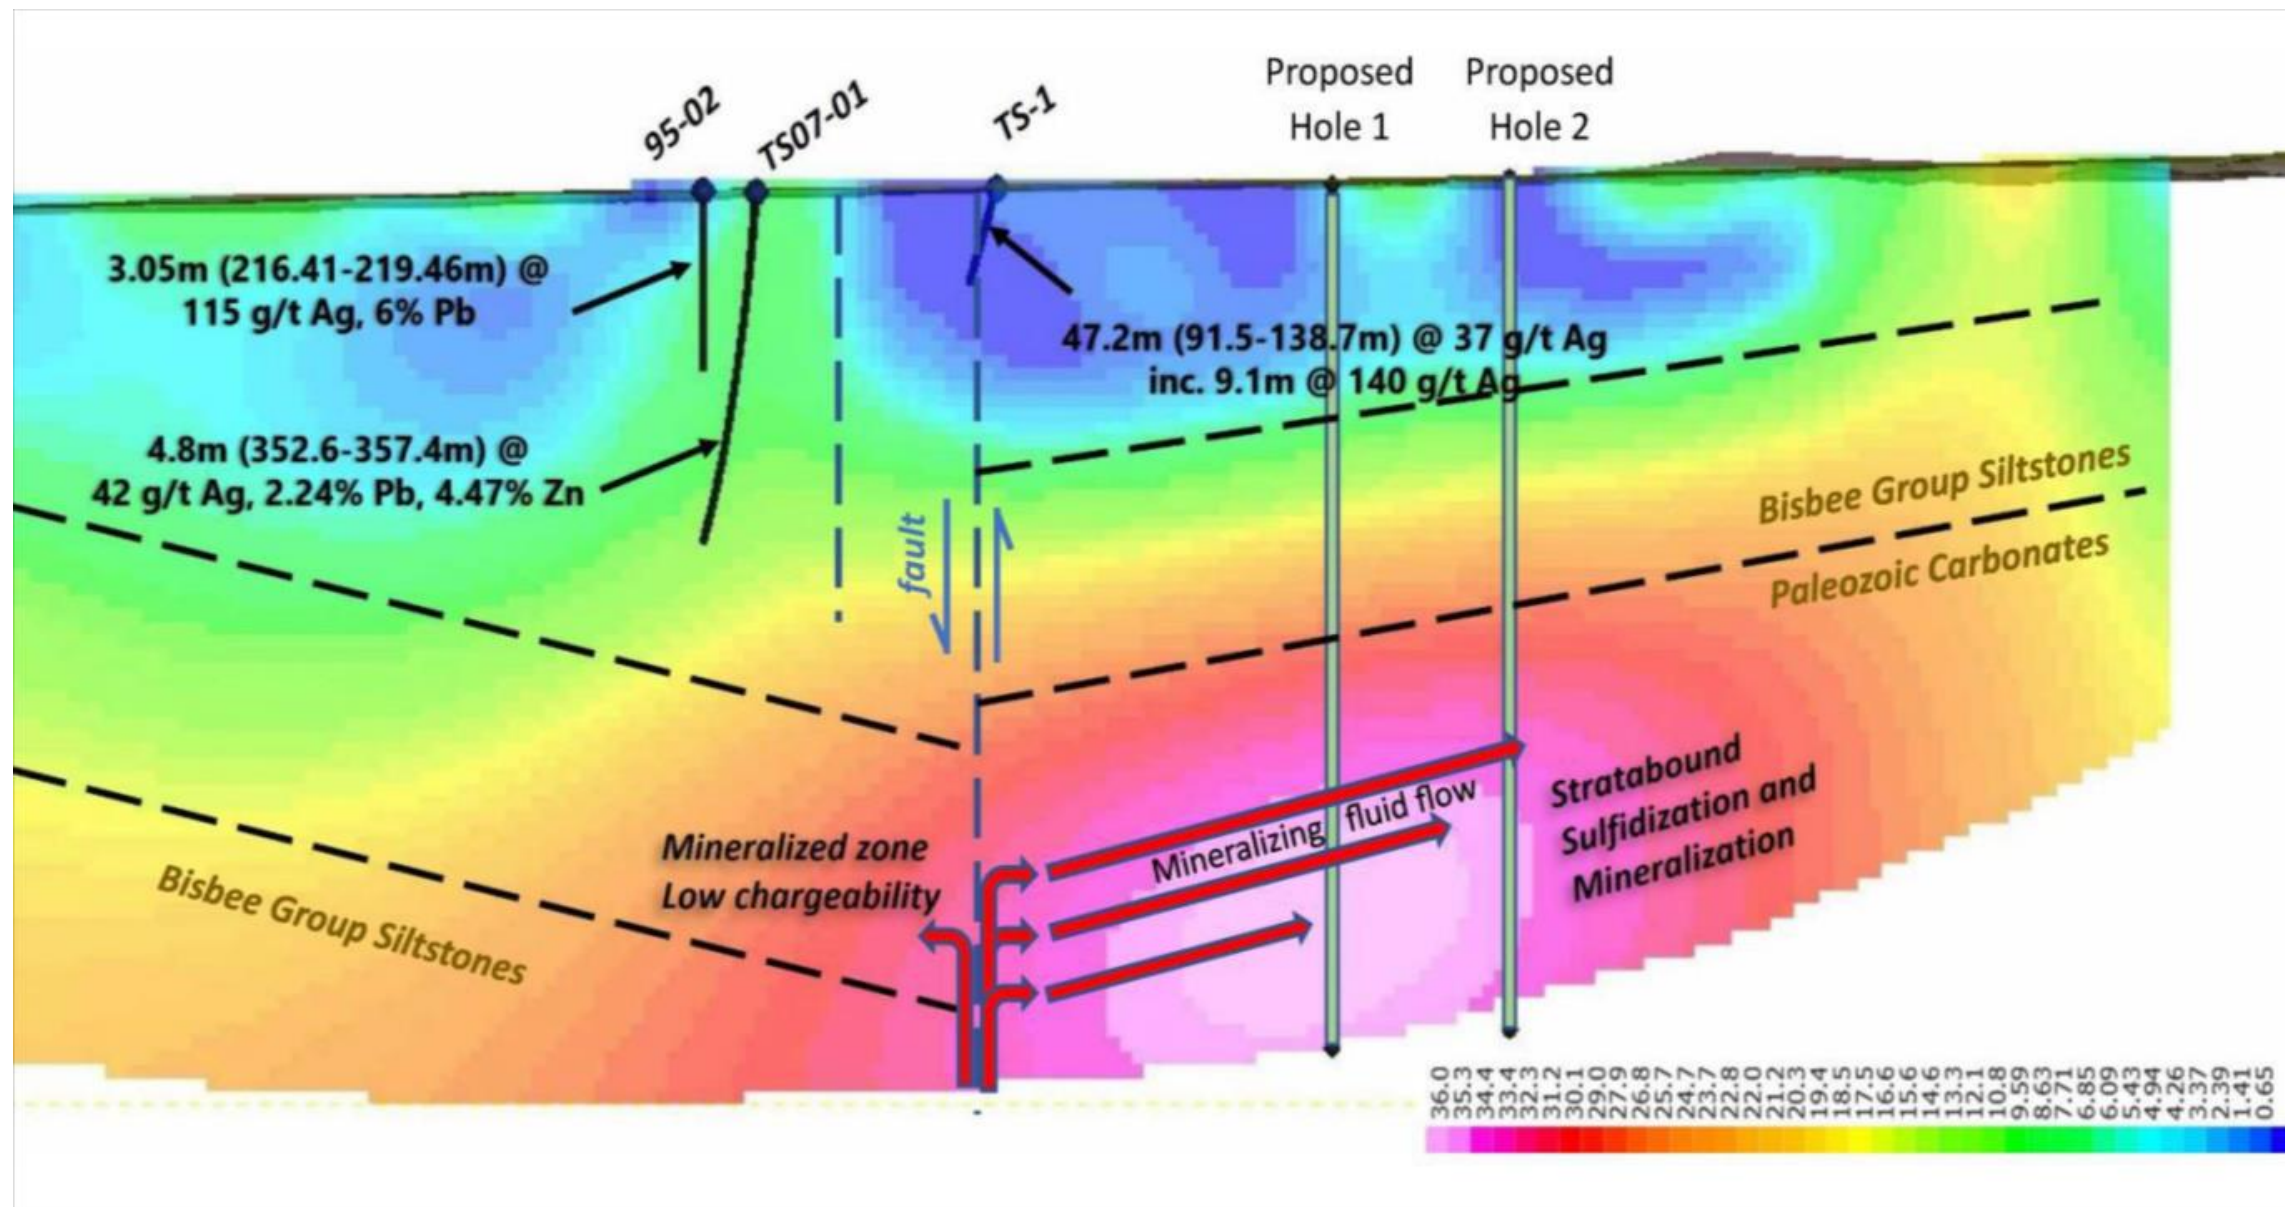 Proposed
Hole 1
Proposed
Hole 2
95-02
TS07-01
TS-1
3.05m (216.41-219.46m) @
115 g/t Ag, 6% Pb
47.2m (91.5-138.7m) @ 37 g/t Ag
inc. 9.1m @ 140 g/t Ag
4.8m (352.6-357.4m) @
42 g/t Ag, 2.24% Pb, 4.47% Zn
fault
Bisbee Group Siltstones
Paleozoic Carbonates
Stratabound
Sulfidization and
Mineralization
Mineralizing fluid flow
Mineralized zone
Low chargeability
Bisbee Group Siltstones
36.0
35.3
34.4
33.4
32.3
31.2
30.1
29.0
27.9
26.8
25.7
24.7
23.7
22.8
22.0
21.2
20.3
19.4
18.5
17.5
16.6
15.6
14.6
13.3
12.1
10.8
9.59
8.63
7.71
6.85
6.09
5.43
4.94
4.26
3.37
2.39
1.41
0.65